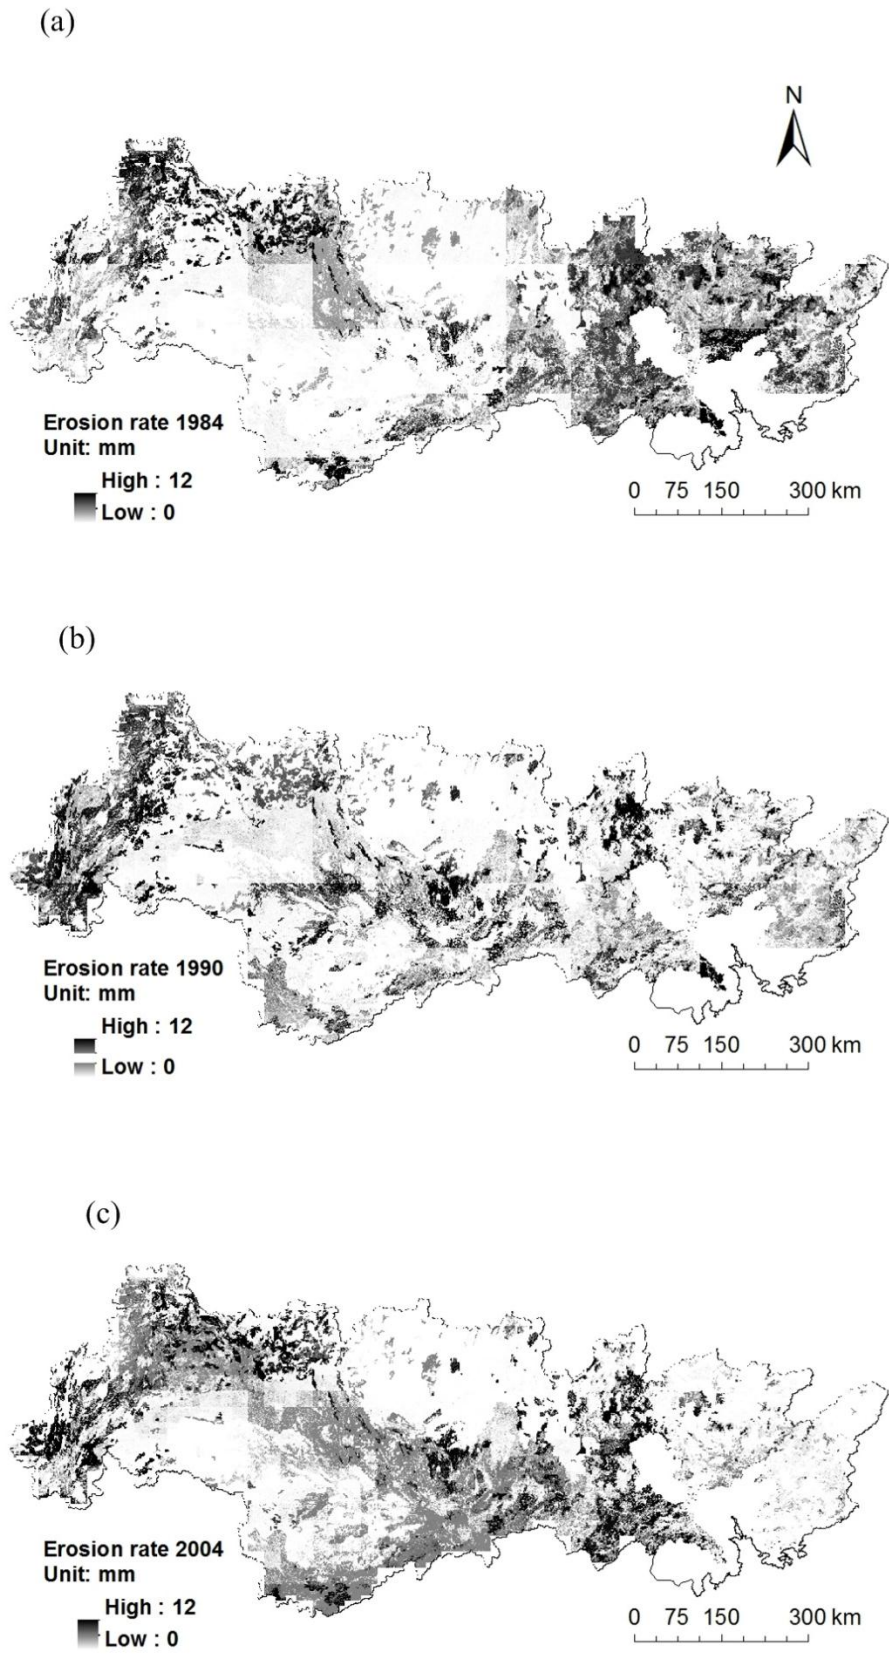 (a)
N
Erosion rate 1984
Unit: mm
High : 12
Low : 0
0 75 150 300 km
(b)
Erosion rate 1990
Unit: mm
High : 12
Low : 0
0 75 150 300 km
(c)
Erosion rate 2004
Unit: mm
High : 12
Low : 0
0 75 150 300 km